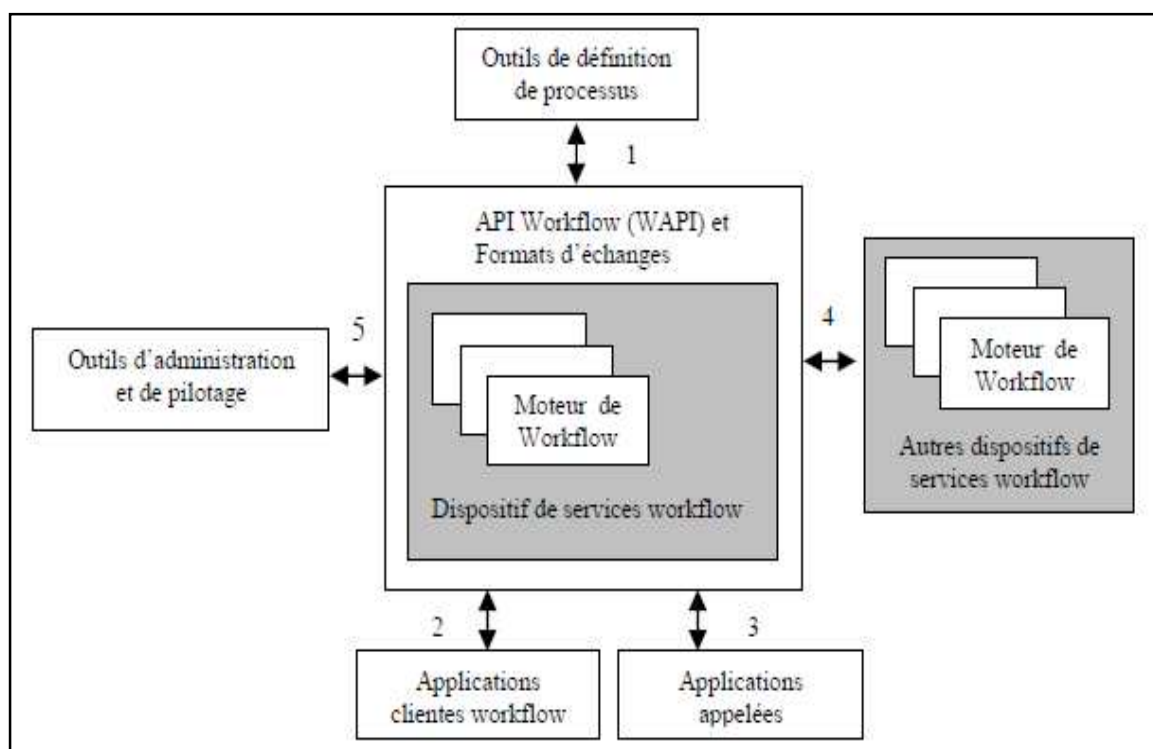 Outils de définition
de processus
1
API Workflow (WAPI) et
Formats d'échanges
5
4
Outils d'administration
et de pilotage
Moteur de
Workflow
Moteur de
Workflow
Autres dispositifs de
services workflow
Dispositif de services workflow
2
3
Applications
clientes workflow
Applications
appelées